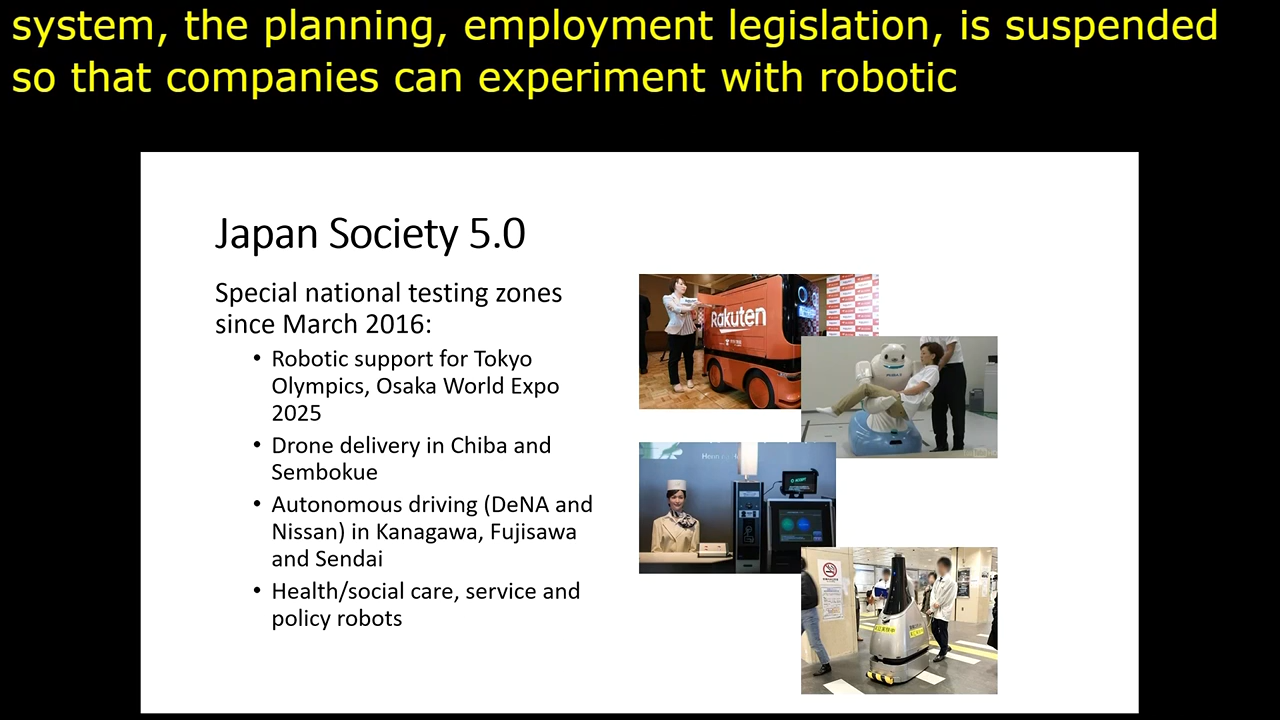 system, the planning, employment legislation, is suspended
so that companies can experiment with robotic
Japan Society 5.0
Special national testing zones
since March 2016:
• Robotic support for Tokyo
Olympics, Osaka World Expo
2025
• Drone delivery in Chiba and
Sembokue
• Autonomous driving (DeNA and
Nissan) in Kanagawa, Fujisawa
and Sendai
• Health/social care, service and
policy robots
Rakuten